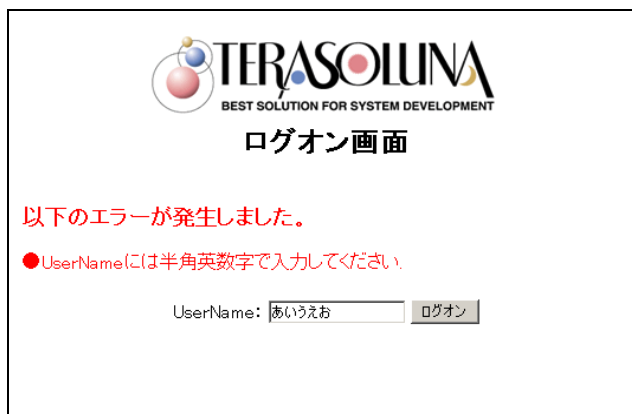 TERASOLUNA
BEST SOLUTION FOR SYSTEM DEVELOPMENT
ログオン画面
以下のエラーが発生しました。
●UserNameには半角英数字で入力してください.
UserName: あいうえお ログオン